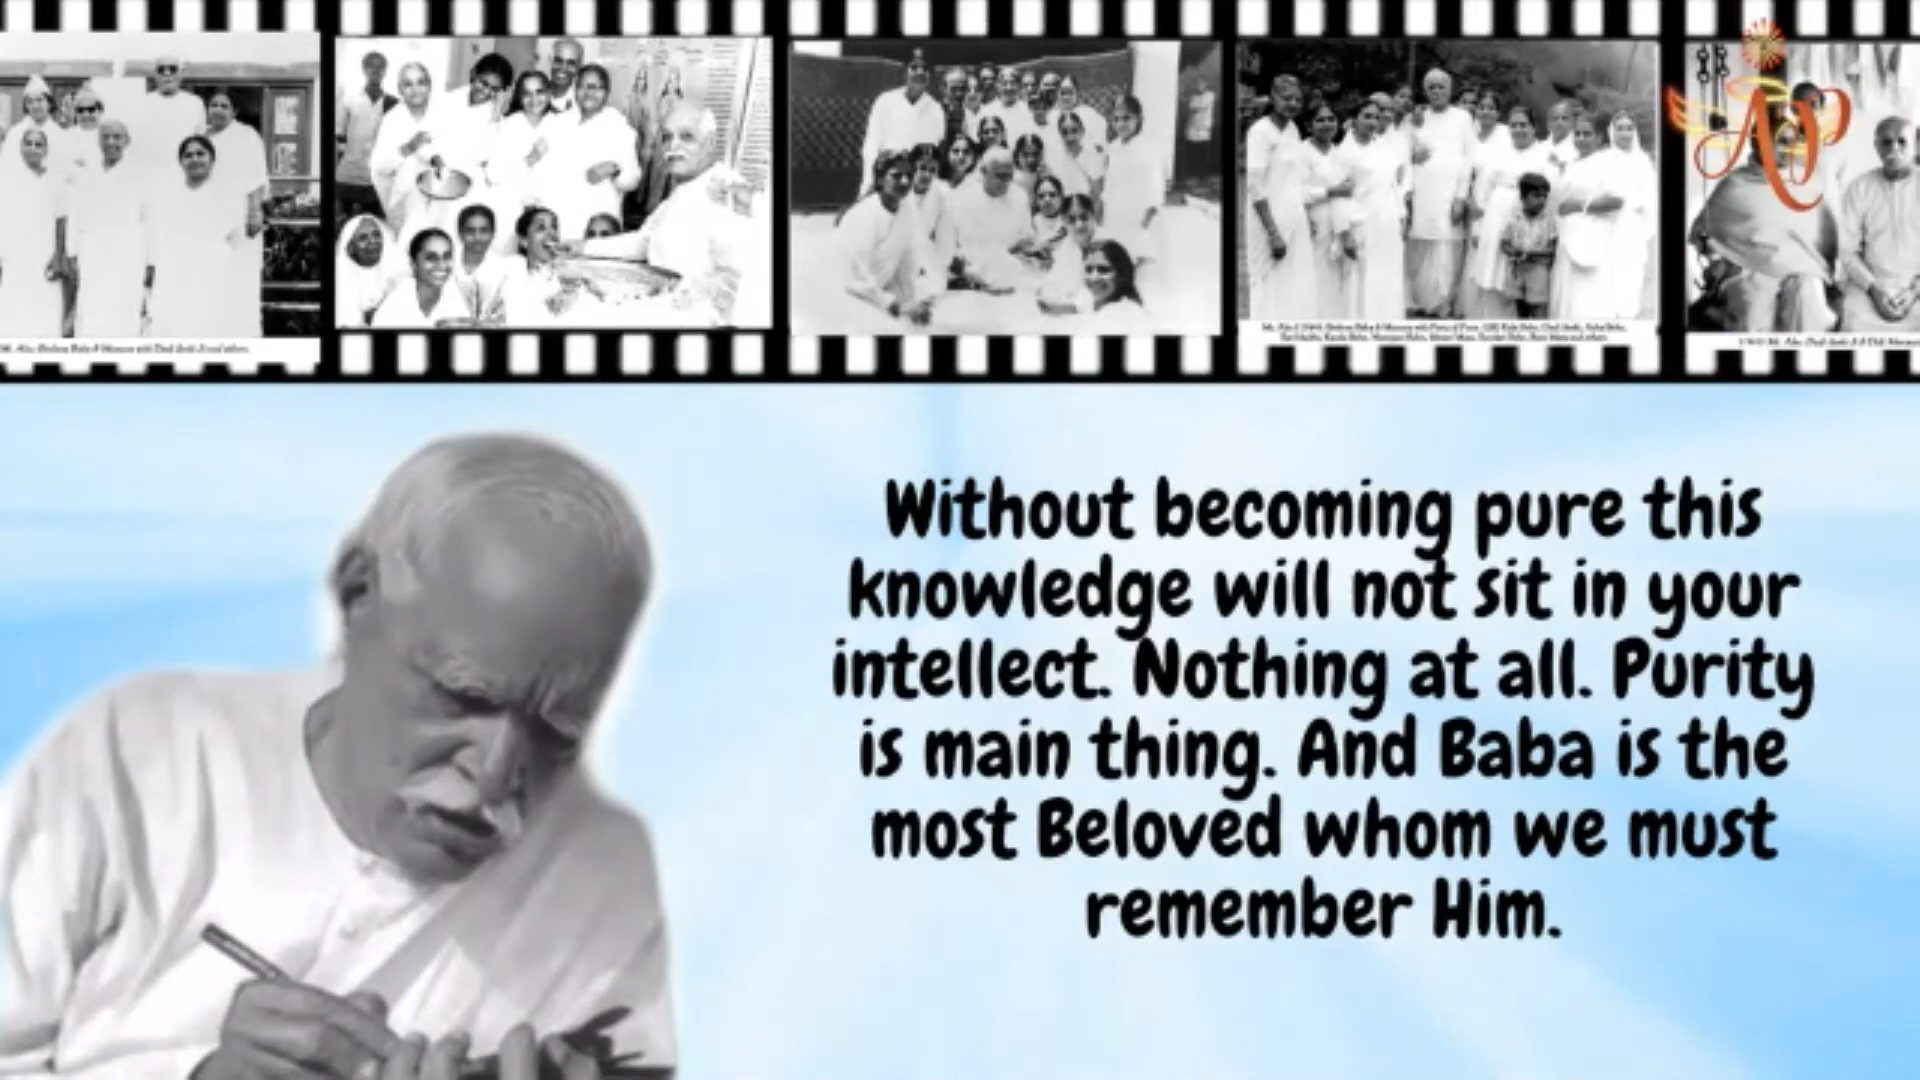 Without becoming pure this
knowledge will not sit in your
intellect. Nothing at all. Purity
is main thing. And Baba is the
most Beloved whom we must
remember Him.